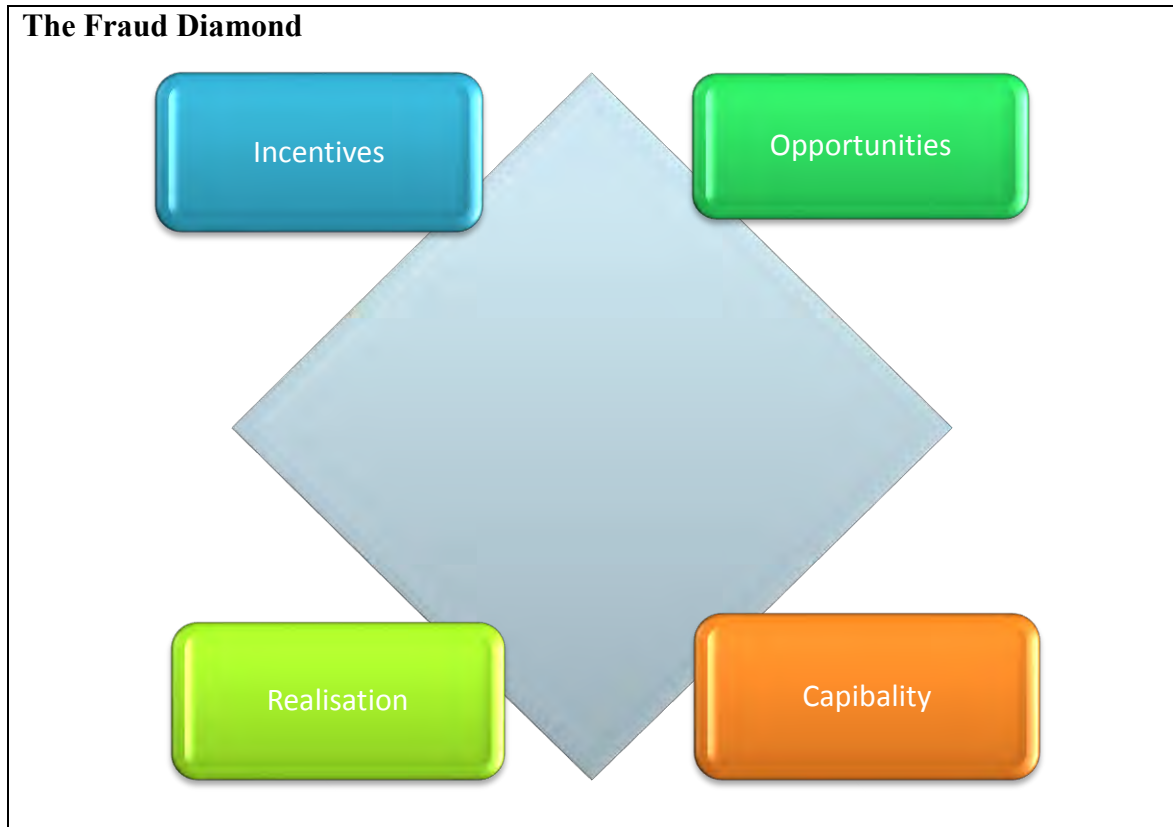 The Fraud Diamond
Incentives
Opportunities
Realisation
Capibality